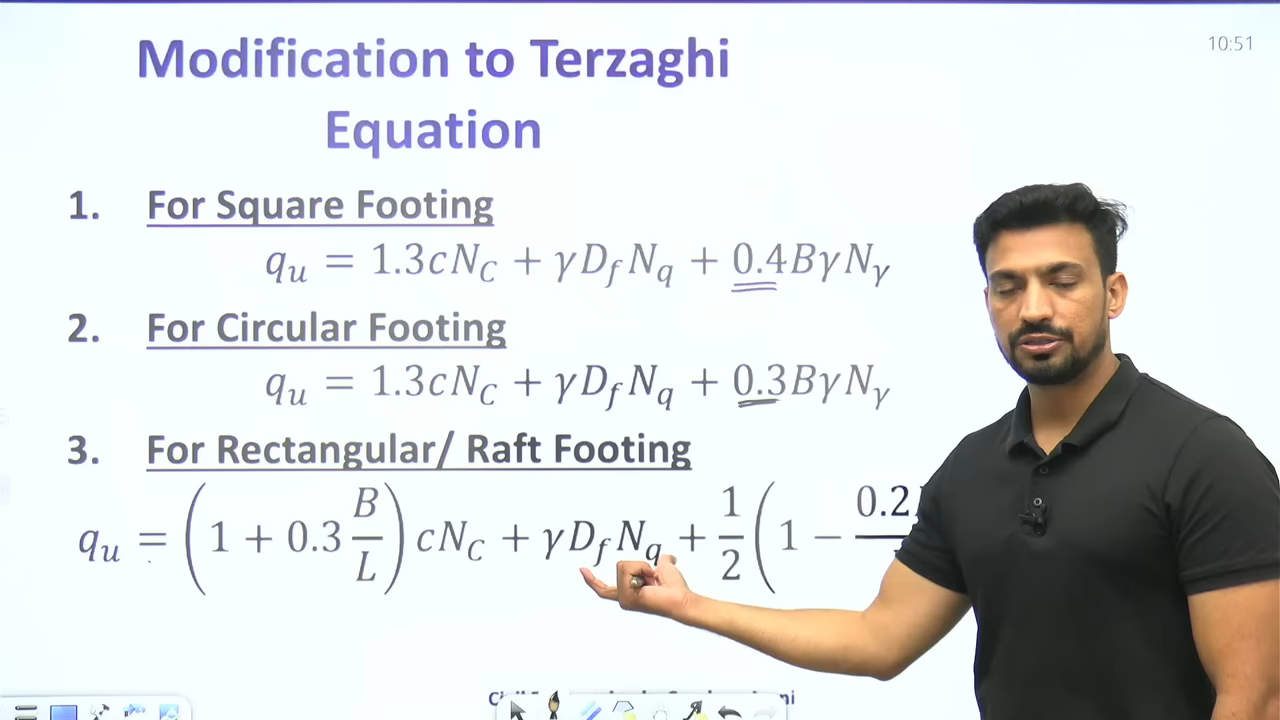 10:51
Modification to Terzaghi
Equation
1. For Square Footing
q_u = 1.3cN_C + γD_fN_q + 0.4BγN_γ
2. For Circular Footing
q_u = 1.3cN_C + γD_fN_q + 0.3BγN_γ
3. For Rectangular/ Raft Footing
q_u = (1 + 0.3 B/L) cN_C + γD_fN_q + 1/2 (1 − 0.2